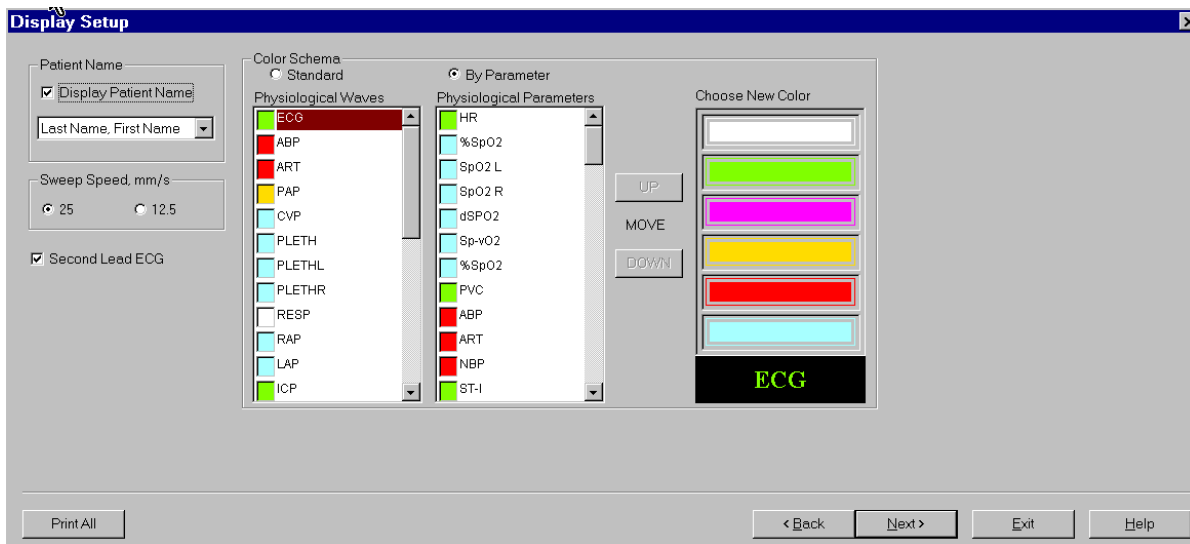 Display Setup
Patient Name
Display Patient Name
Last Name, First Name
Sweep Speed, mm/s
25
12.5
Second Lead ECG
Color Schema
Standard
By Parameter
Physiological Waves
ECG
ABP
ART
PAP
CVP
PLETH
PLETHL
PLETHR
RESP
RAP
LAP
ICP
Physiological Parameters
HR
%SpO2
SpO2 L
SpO2 R
dSPO2
Sp-vO2
%SpO2
PVC
ABP
ART
NBP
ST-I
UP
MOVE
DOWN
Choose New Color
ECG
Print All
< Back
Next >
Exit
Help